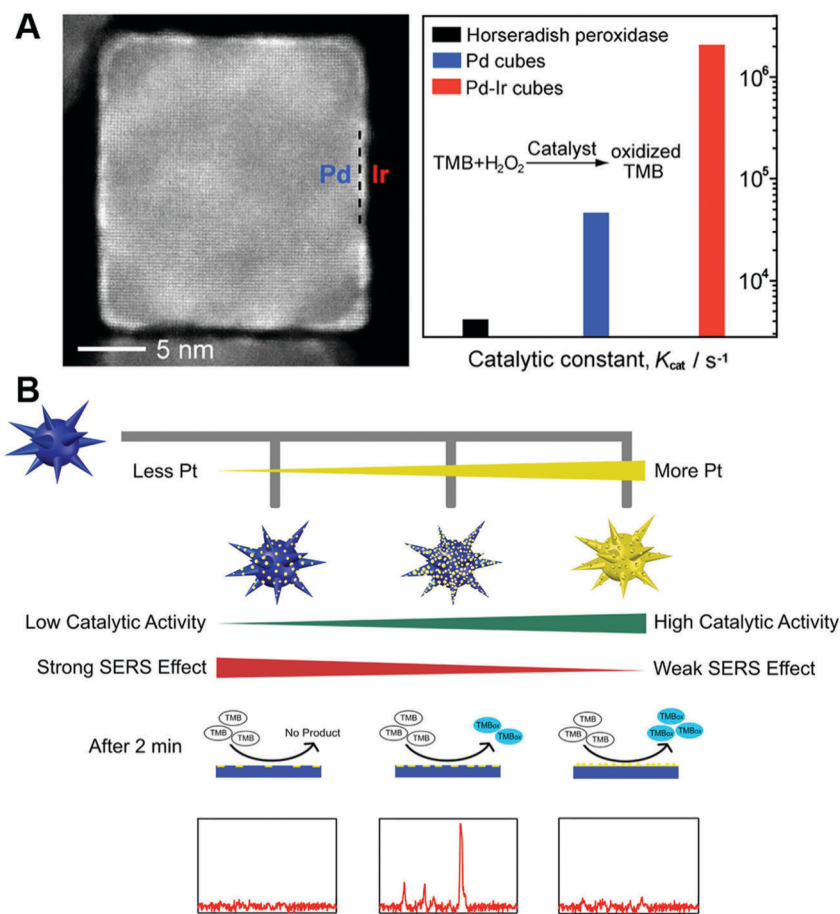 A
Pd Ir
5 nm
Horseradish peroxidase
Pd cubes
Pd-Ir cubes
TMB+H₂O₂ Catalyst oxidized
TMB
10⁶
10⁵
10⁴
Catalytic constant, Kcat / s⁻¹
B
Less Pt More Pt
Low Catalytic Activity High Catalytic Activity
Strong SERS Effect Weak SERS Effect
After 2 min
TMB
TMB TMB
No Product
TMB
TMB TMB
TMBox
TMBox
TMB
TMB TMB
TMBox
TMBox TMBox